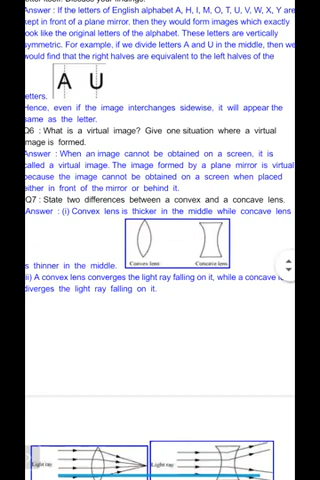 Answer : If the letters of English alphabet A, H, I, M, O, T, U, V, W, X, Y are
kept in front of a plane mirror, then they would form images which exactly
look like the original letters of the alphabet. These letters are vertically
symmetric. For example, if we divide letters A and U in the middle, then we
would find that the right halves are equivalent to the left halves of the
A U
letters.
Hence, even if the image interchanges sidewise, it will appear the
same as the letter.
Q6 : What is a virtual image? Give one situation where a virtual
image is formed.
Answer : When an image cannot be obtained on a screen, it is
called a virtual image. The image formed by a plane mirror is virtual
because the image cannot be obtained on a screen when placed
either in front of the mirror or behind it.
Q7 : State two differences between a convex and a concave lens.
Answer : (i) Convex lens is thicker in the middle while concave lens
Convex lens Concave lens
is thinner in the middle.
(ii) A convex lens converges the light ray falling on it, while a concave
diverges the light ray falling on it.
Light ray Light ray